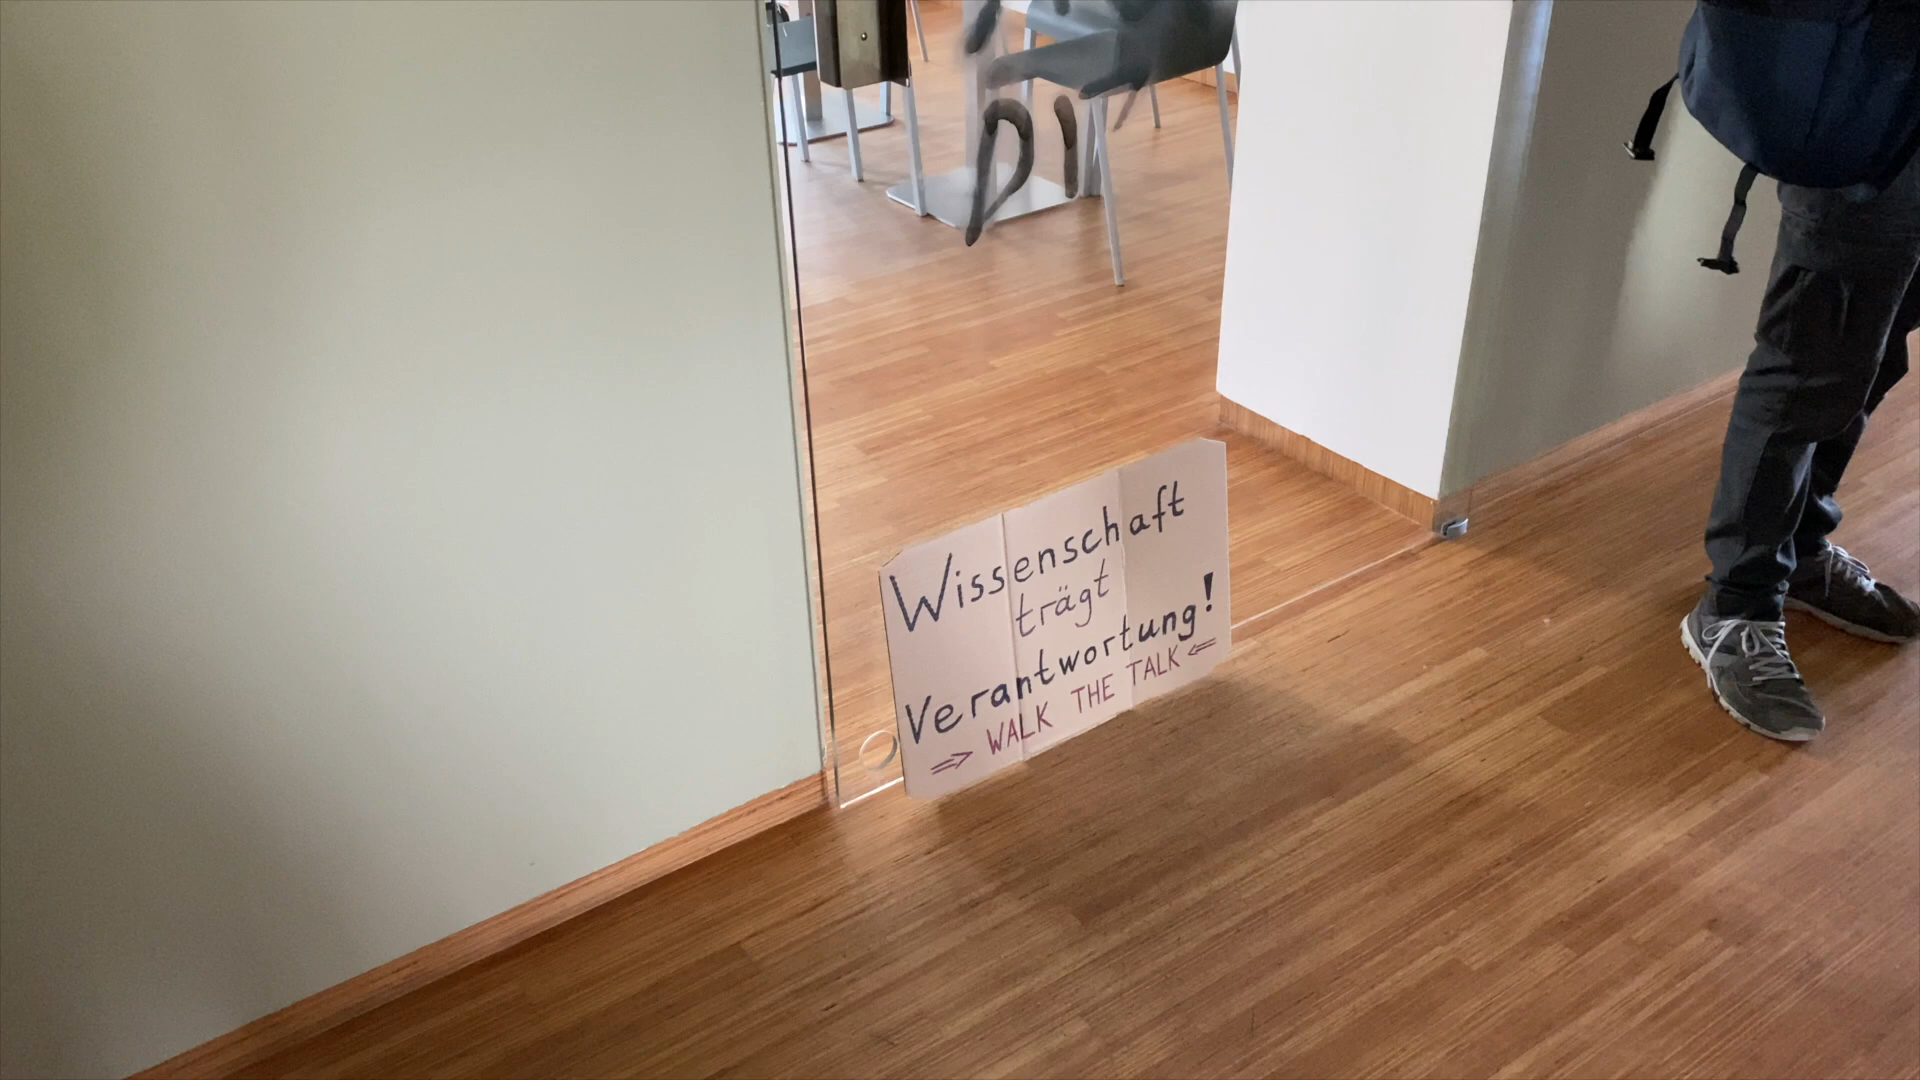 Wissenschaft
trägt
Verantwortung!
⇒ WALK THE TALK ⇐